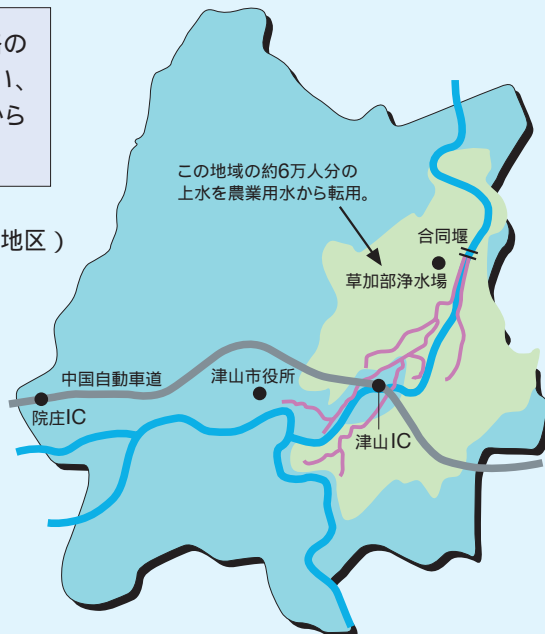 の
い、
から
地区）
この地域の約6万人分の
上水を農業用水から転用。
合同堰
草加部浄水場
中国自動車道
津山市役所
院庄IC
津山IC